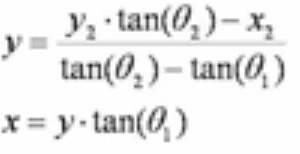 y = (y₂·tan(θ₂) − x₂) / (tan(θ₂) − tan(θ₁))
x = y·tan(θ₁)